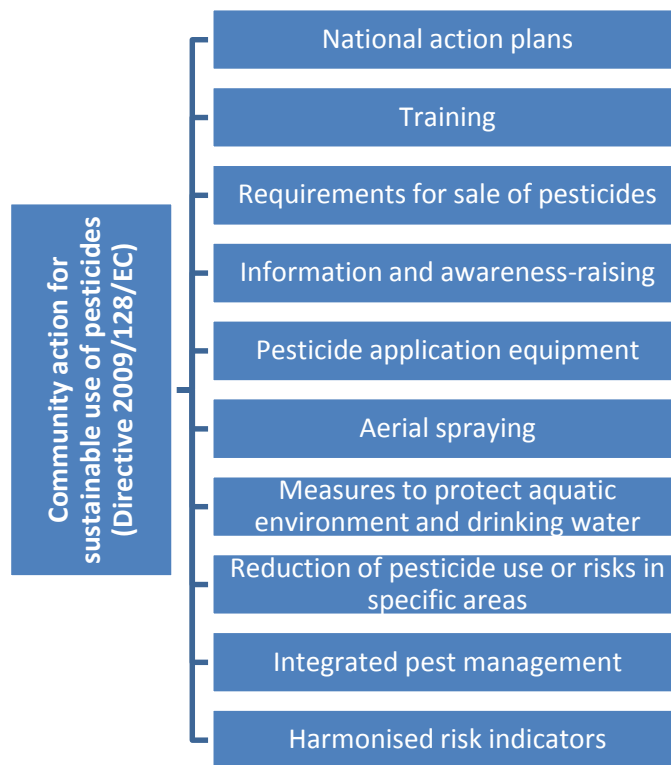 Community action for
sustainable use of pesticides
(Directive 2009/128/EC)
National action plans
Training
Requirements for sale of pesticides
Information and awareness-raising
Pesticide application equipment
Aerial spraying
Measures to protect aquatic
environment and drinking water
Reduction of pesticide use or risks in
specific areas
Integrated pest management
Harmonised risk indicators